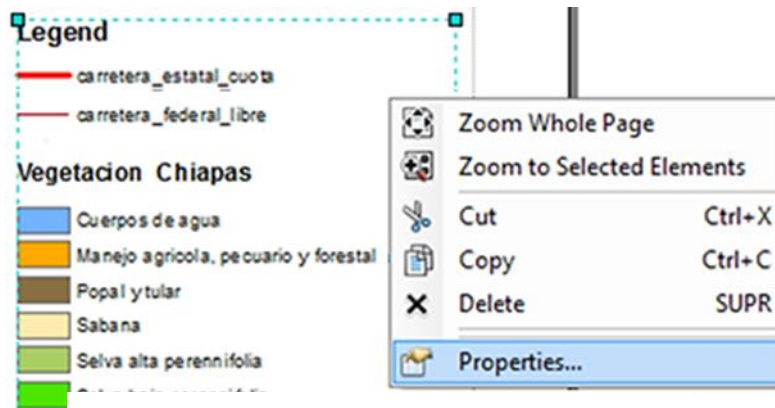 Legend
carretera_estatal_cuota
carretera_federal_libre
Vegetacion Chiapas
Cuerpos de agua
Manejo agricola, pecuario y forestal
Popal y tular
Sabana
Selva alta perennifolia
Zoom Whole Page
Zoom to Selected Elements
Cut Ctrl+X
Copy Ctrl+C
Delete SUPR
Properties...